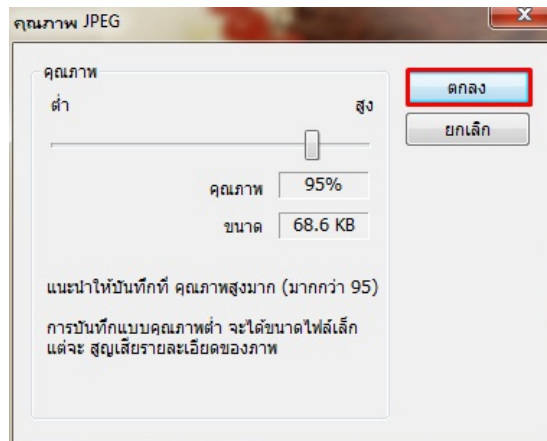 คุณภาพ JPEG
คุณภาพ
ต่ำ
สูง
คุณภาพ 95%
ขนาด 68.6 KB
แนะนำให้บันทึกที่ คุณภาพสูงมาก (มากกว่า 95)
การบันทึกแบบคุณภาพต่ำ จะได้ขนาดไฟล์เล็ก
แต่จะ สูญเสียรายละเอียดของภาพ
ตกลง
ยกเลิก